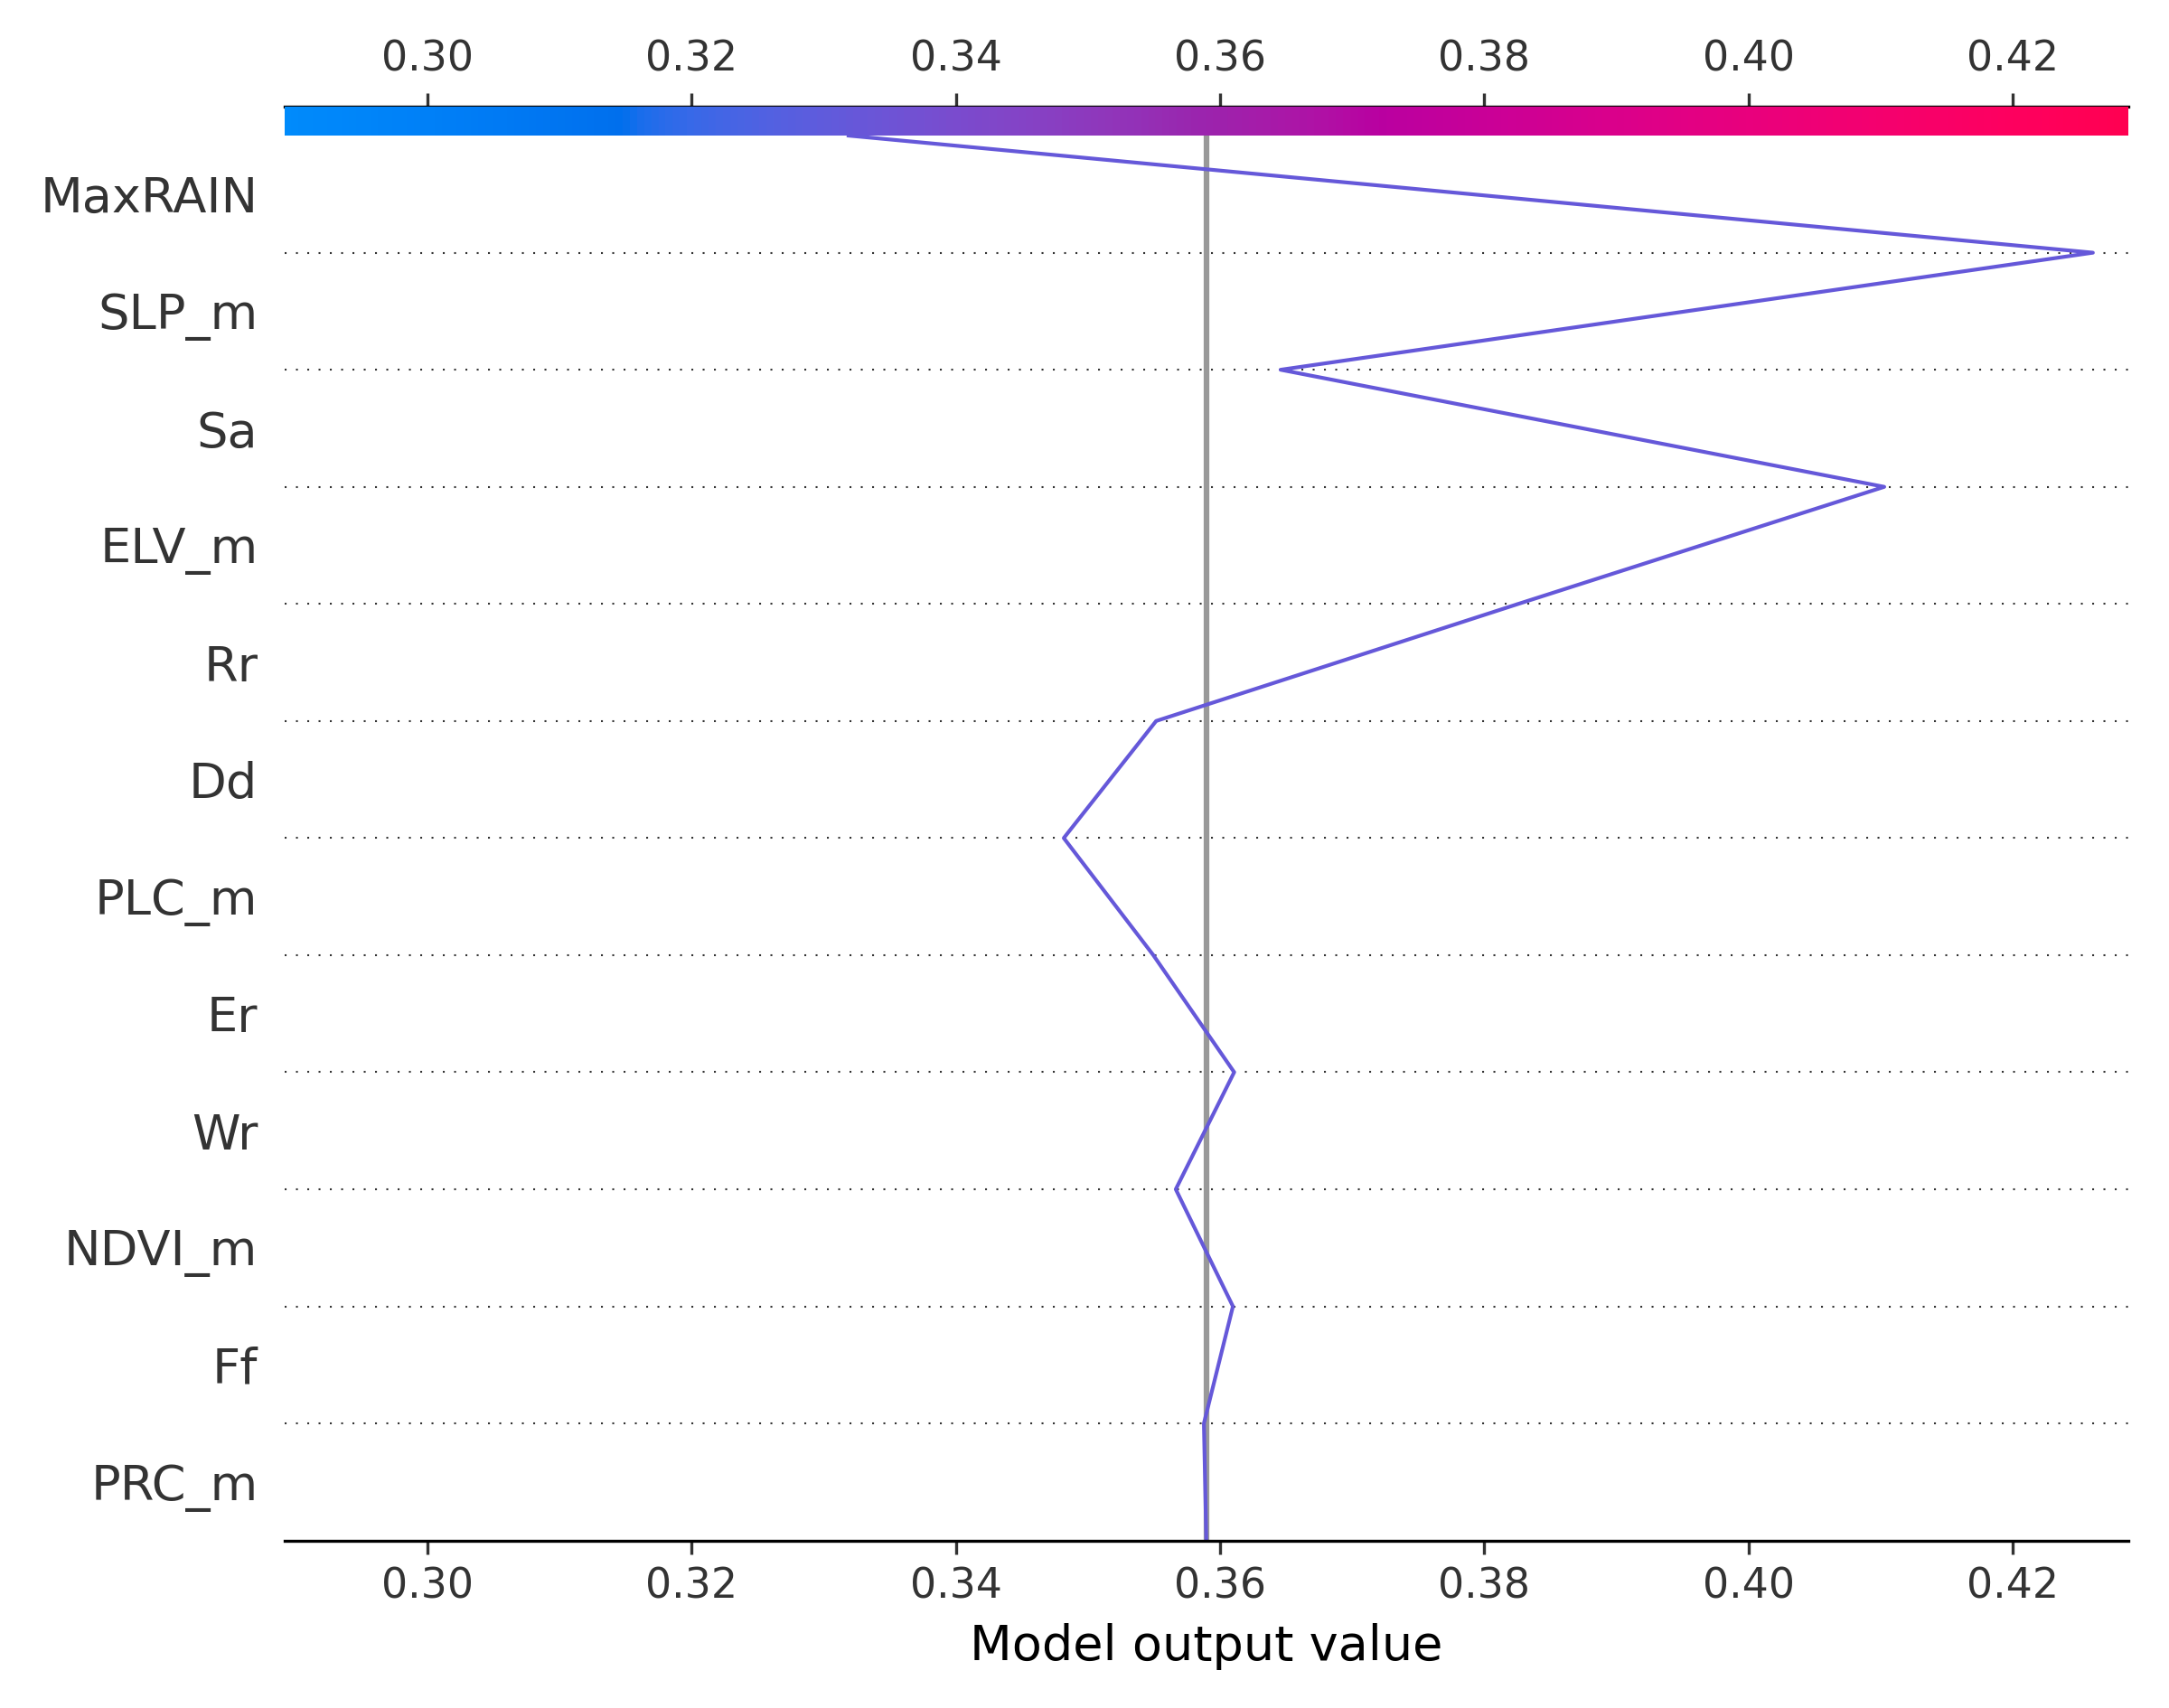 0.30 0.32 0.34 0.36 0.38 0.40 0.42
MaxRAIN
SLP_m
Sa
ELV_m
Rr
Dd
PLC_m
Er
Wr
NDVI_m
Ff
PRC_m
0.30 0.32 0.34 0.36 0.38 0.40 0.42
Model output value